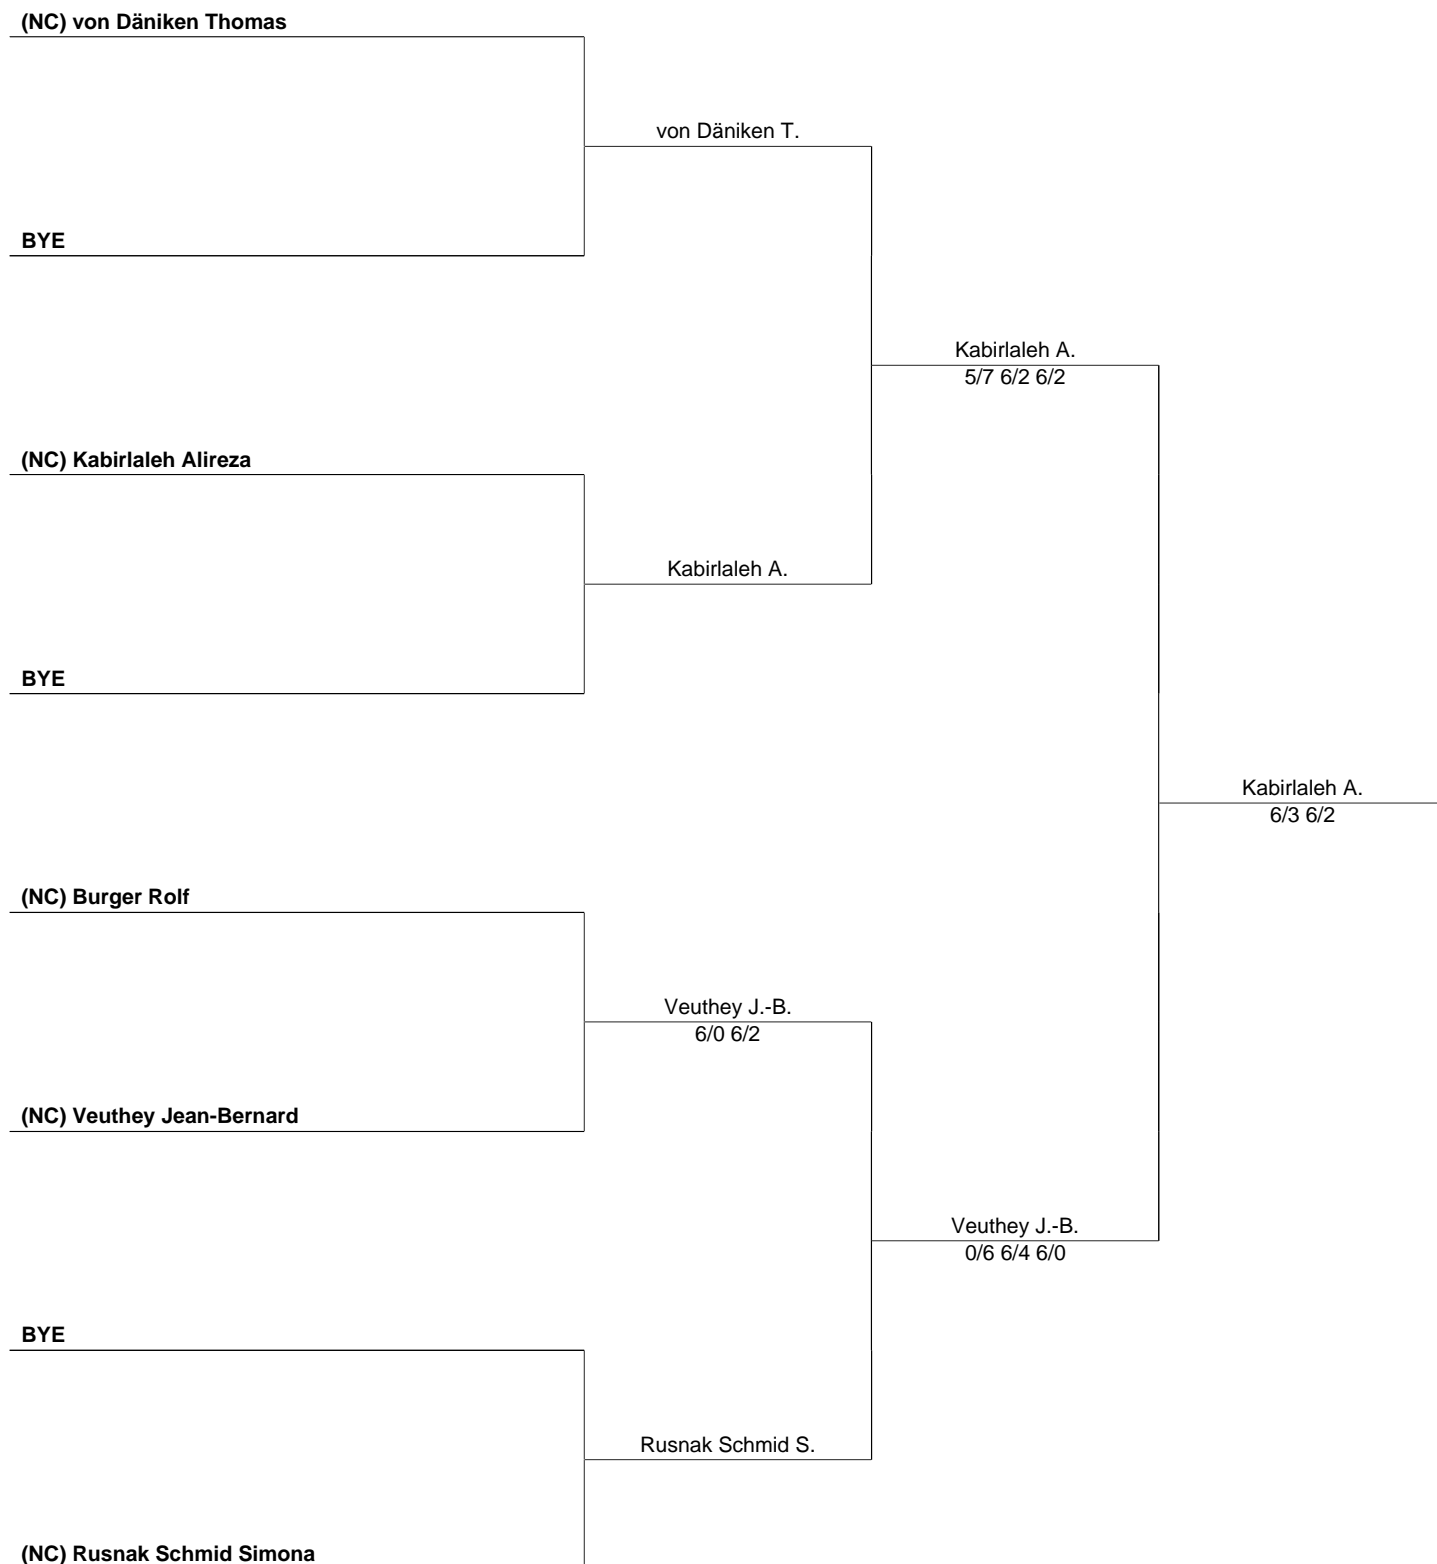 (NC) von Däniken Thomas
von Däniken T.
BYE
Kabirlaleh A.
5/7 6/2 6/2
(NC) Kabirlaleh Alireza
Kabirlaleh A.
BYE
Kabirlaleh A.
6/3 6/2
(NC) Burger Rolf
Veuthey J.-B.
6/0 6/2
(NC) Veuthey Jean-Bernard
Veuthey J.-B.
0/6 6/4 6/0
BYE
Rusnak Schmid S.
(NC) Rusnak Schmid Simona